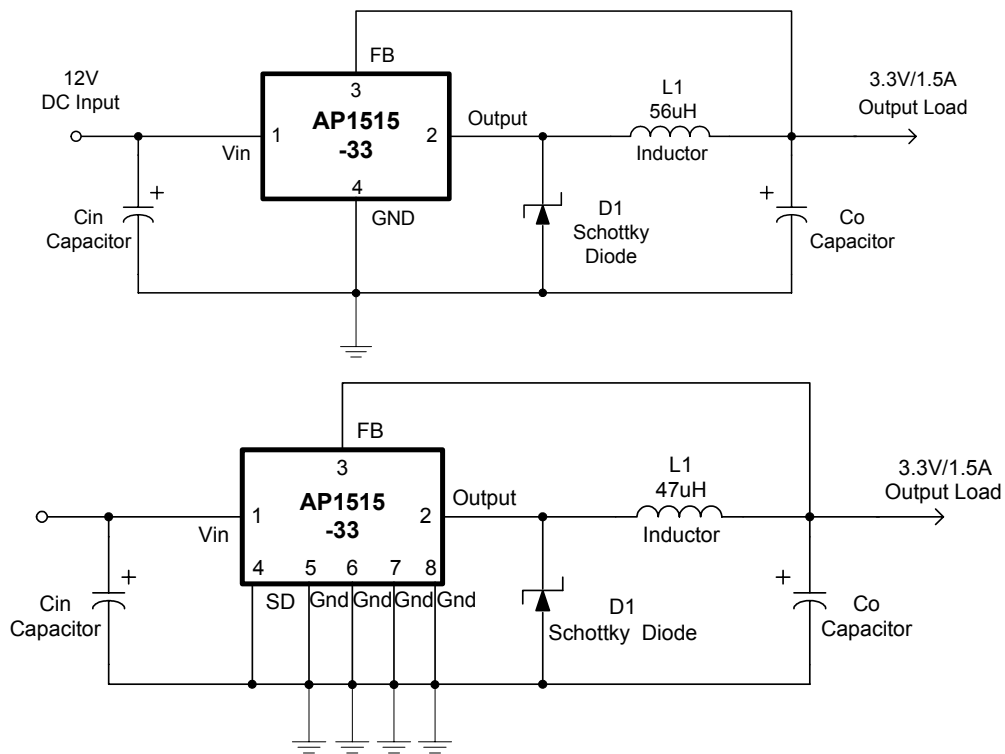 FB
12V
DC Input
3
AP1515
-33
1
2
Vin
4
GND
Output
L1
56uH
Inductor
3.3V/1.5A
Output Load
+
Cin
Capacitor
D1
Schottky
Diode
+
Co
Capacitor
FB
3
AP1515
-33
1
2
Vin
Output
L1
47uH
Inductor
3.3V/1.5A
Output Load
4
5
6
7
8
SD
Gnd
Gnd
Gnd
Gnd
+
Cin
Capacitor
D1
Schottky Diode
+
Co
Capacitor